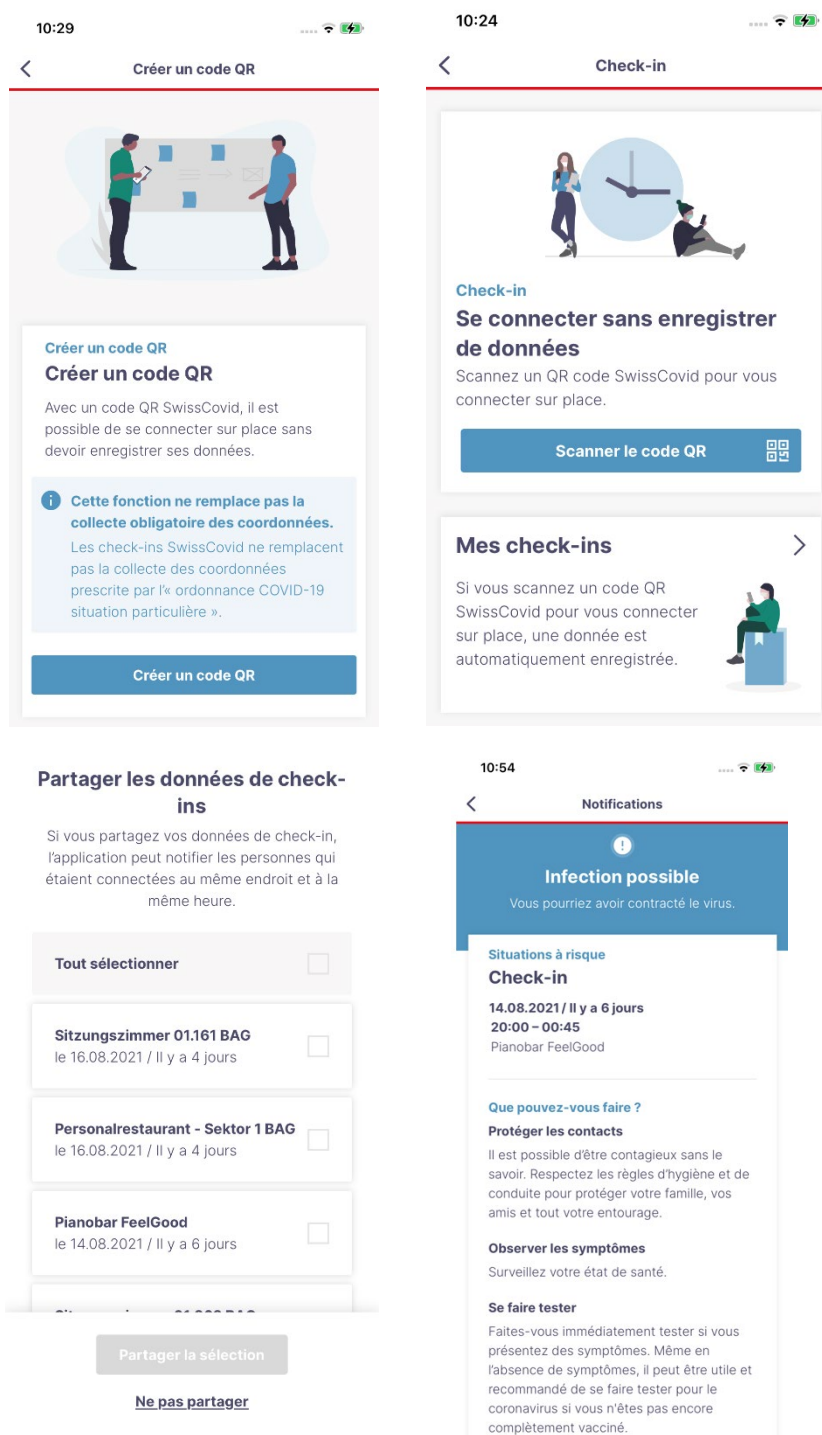 10:29
Créer un code QR
Créer un code QR
Créer un code QR
Avec un code QR SwissCovid, il est
possible de se connecter sur place sans
devoir enregistrer ses données.
Cette fonction ne remplace pas la
collecte obligatoire des coordonnées.
Les check-ins SwissCovid ne remplacent
pas la collecte des coordonnées
prescrite par l'« ordonnance COVID-19
situation particulière ».
Créer un code QR
10:24
Check-in
Check-in
Se connecter sans enregistrer
de données
Scannez un QR code SwissCovid pour vous
connecter sur place.
Scanner le code QR
Mes check-ins
Si vous scannez un code QR
SwissCovid pour vous connecter
sur place, une donnée est
automatiquement enregistrée.
Partager les données de check-
ins
Si vous partagez vos données de check-in,
l'application peut notifier les personnes qui
étaient connectées au même endroit et à la
même heure.
Tout sélectionner
Sitzungszimmer 01.161 BAG
le 16.08.2021 / Il y a 4 jours
Personalrestaurant - Sektor 1 BAG
le 16.08.2021 / Il y a 4 jours
Pianobar FeelGood
le 14.08.2021 / Il y a 6 jours
Partager la sélection
Ne pas partager
10:54
Notifications
Infection possible
Vous pourriez avoir contracté le virus.
Situations à risque
Check-in
14.08.2021 / Il y a 6 jours
20:00 – 00:45
Pianobar FeelGood
Que pouvez-vous faire ?
Protéger les contacts
Il est possible d'être contagieux sans le
savoir. Respectez les règles d'hygiène et de
conduite pour protéger votre famille, vos
amis et tout votre entourage.
Observer les symptômes
Surveillez votre état de santé.
Se faire tester
Faites-vous immédiatement tester si vous
présentez des symptômes. Même en
l'absence de symptômes, il peut être utile et
recommandé de se faire tester pour le
coronavirus si vous n'êtes pas encore
complètement vacciné.